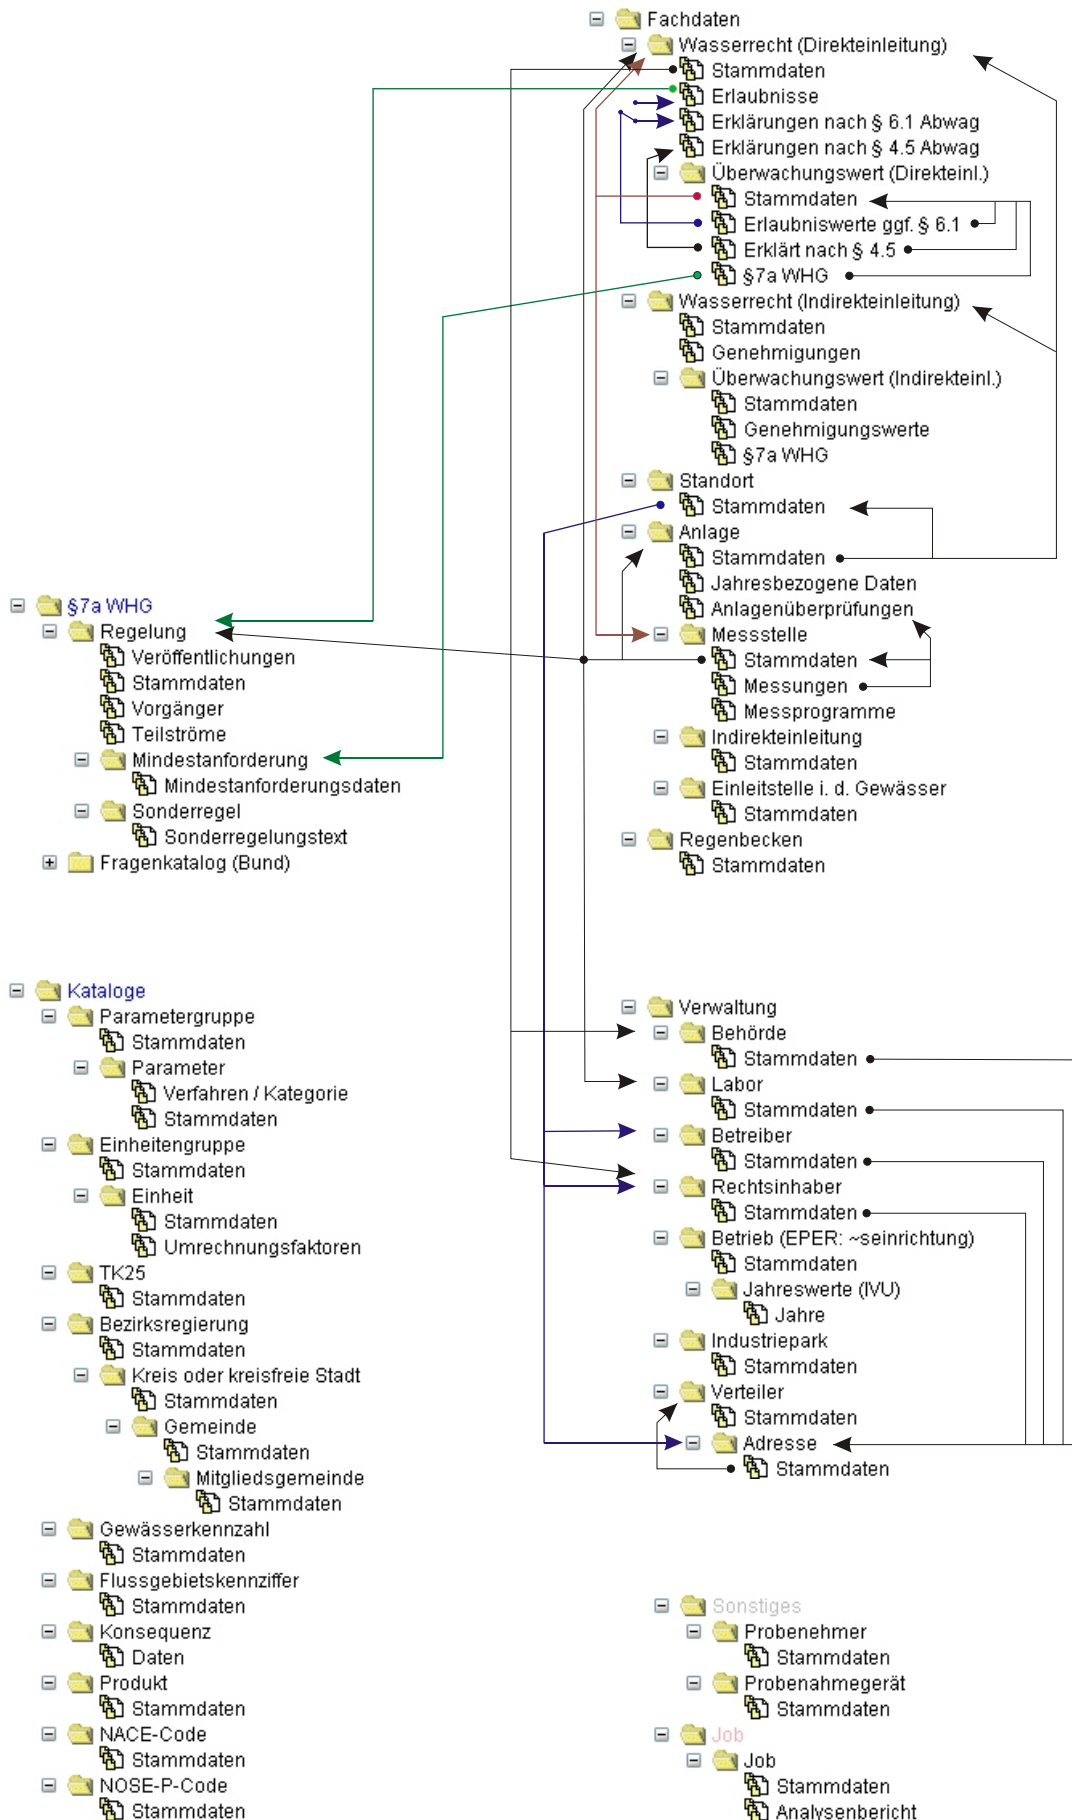 Fachdaten
Wasserrecht (Direkteinleitung)
Stammdaten
Erlaubnisse
Erklärungen nach § 6.1 Abwag
Erklärungen nach § 4.5 Abwag
Überwachungswert (Direkteinl.)
Stammdaten
Erlaubniswerte ggf. § 6.1
Erklärt nach § 4.5
§7a WHG
Wasserrecht (Indirekteinleitung)
Stammdaten
Genehmigungen
Überwachungswert (Indirekteinl.)
Stammdaten
Genehmigungswerte
§7a WHG
Standort
Stammdaten
Anlage
Stammdaten
Jahresbezogene Daten
Anlagenüberprüfungen
Messstelle
Stammdaten
Messungen
Messprogramme
Indirekteinleitung
Stammdaten
Einleitstelle i. d. Gewässer
Stammdaten
Regenbecken
Stammdaten
§7a WHG
Regelung
Veröffentlichungen
Stammdaten
Vorgänger
Teilströme
Mindestanforderung
Mindestanforderungsdaten
Sonderregel
Sonderregelungstext
Fragenkatalog (Bund)
Kataloge
Parametergruppe
Stammdaten
Parameter
Verfahren / Kategorie
Stammdaten
Einheitengruppe
Stammdaten
Einheit
Stammdaten
Umrechnungsfaktoren
TK25
Stammdaten
Bezirksregierung
Stammdaten
Kreis oder kreisfreie Stadt
Stammdaten
Gemeinde
Stammdaten
Mitgliedsgemeinde
Stammdaten
Gewässerkennzahl
Stammdaten
Flussgebietskennziffer
Stammdaten
Konsequenz
Daten
Produkt
Stammdaten
NACE-Code
Stammdaten
NOSE-P-Code
Stammdaten
Verwaltung
Behörde
Stammdaten
Labor
Stammdaten
Betreiber
Stammdaten
Rechtsinhaber
Stammdaten
Betrieb (EPER: ~seinrichtung)
Stammdaten
Jahreswerte (IVU)
Jahre
Industriepark
Stammdaten
Verteiler
Stammdaten
Adresse
Stammdaten
Sonstiges
Probenehmer
Stammdaten
Probenahmegerät
Stammdaten
Job
Job
Stammdaten
Analysenbericht